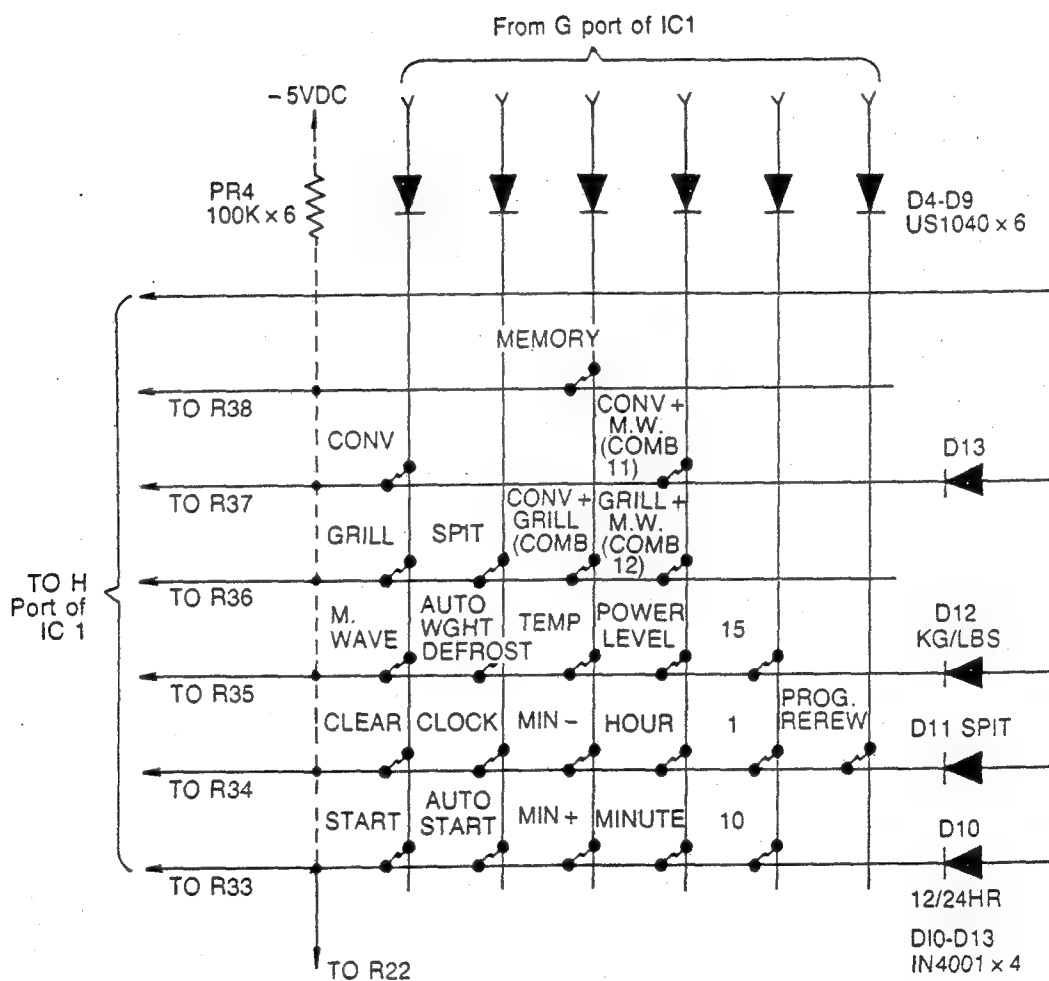 From G port of IC1
-5VDC
PR4
100K × 6
D4-D9
US1040 × 6
MEMORY
TO R38
CONV
CONV +
M.W.
(COMB
11)
D13
TO R37
GRILL
SPIT
CONV +
GRILL
(COMB
GRILL +
M.W.
(COMB
12)
TO H
Port of
IC 1
TO R36
M.
WAVE
AUTO
WGHT
DEFROST
TEMP
POWER
LEVEL
15
D12
KG/LBS
TO R35
CLEAR
CLOCK
MIN -
HOUR
1
PROG.
REREW
D11 SPIT
TO R34
START
AUTO
START
MIN +
MINUTE
10
D10
TO R33
12/24HR
DI0-D13
IN4001 × 4
TO R22